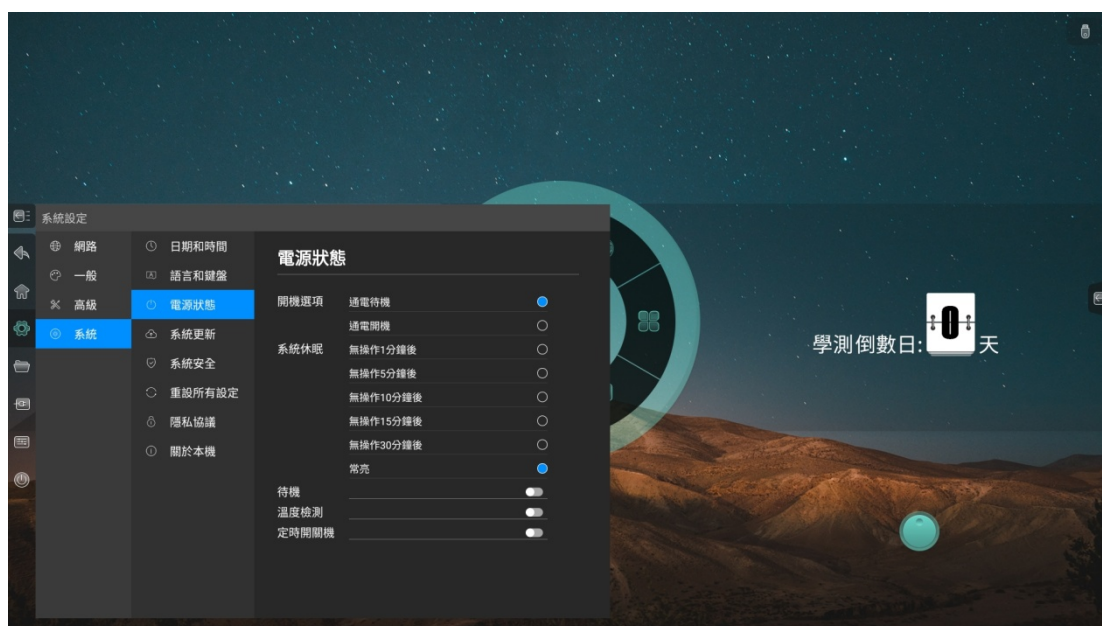 系統設定
網路
一般
高級
系統
日期和時間
語言和鍵盤
電源狀態
系統更新
系統安全
重設所有設定
隱私協議
關於本機
電源狀態
開機選項 通電待機
通電開機
系統休眠 無操作1分鐘後
無操作5分鐘後
無操作10分鐘後
無操作15分鐘後
無操作30分鐘後
常亮
待機
溫度檢測
定時開關機
學測倒數日: 0 天